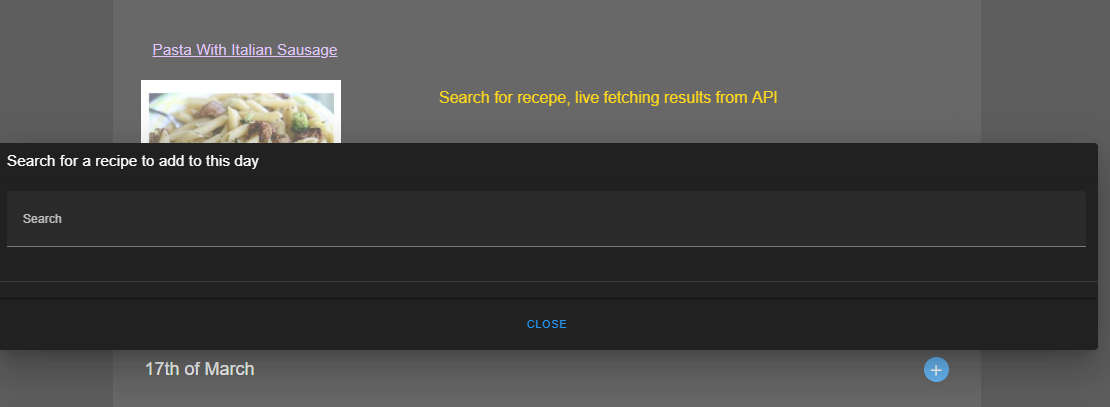 Pasta With Italian Sausage
Search for recepe, live fetching results from API
Search for a recipe to add to this day
Search
CLOSE
17th of March